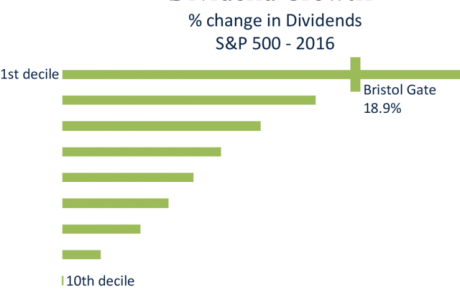 % change in Dividends
S&P 500 - 2016
1st decile
Bristol Gate
18.9%
10th decile